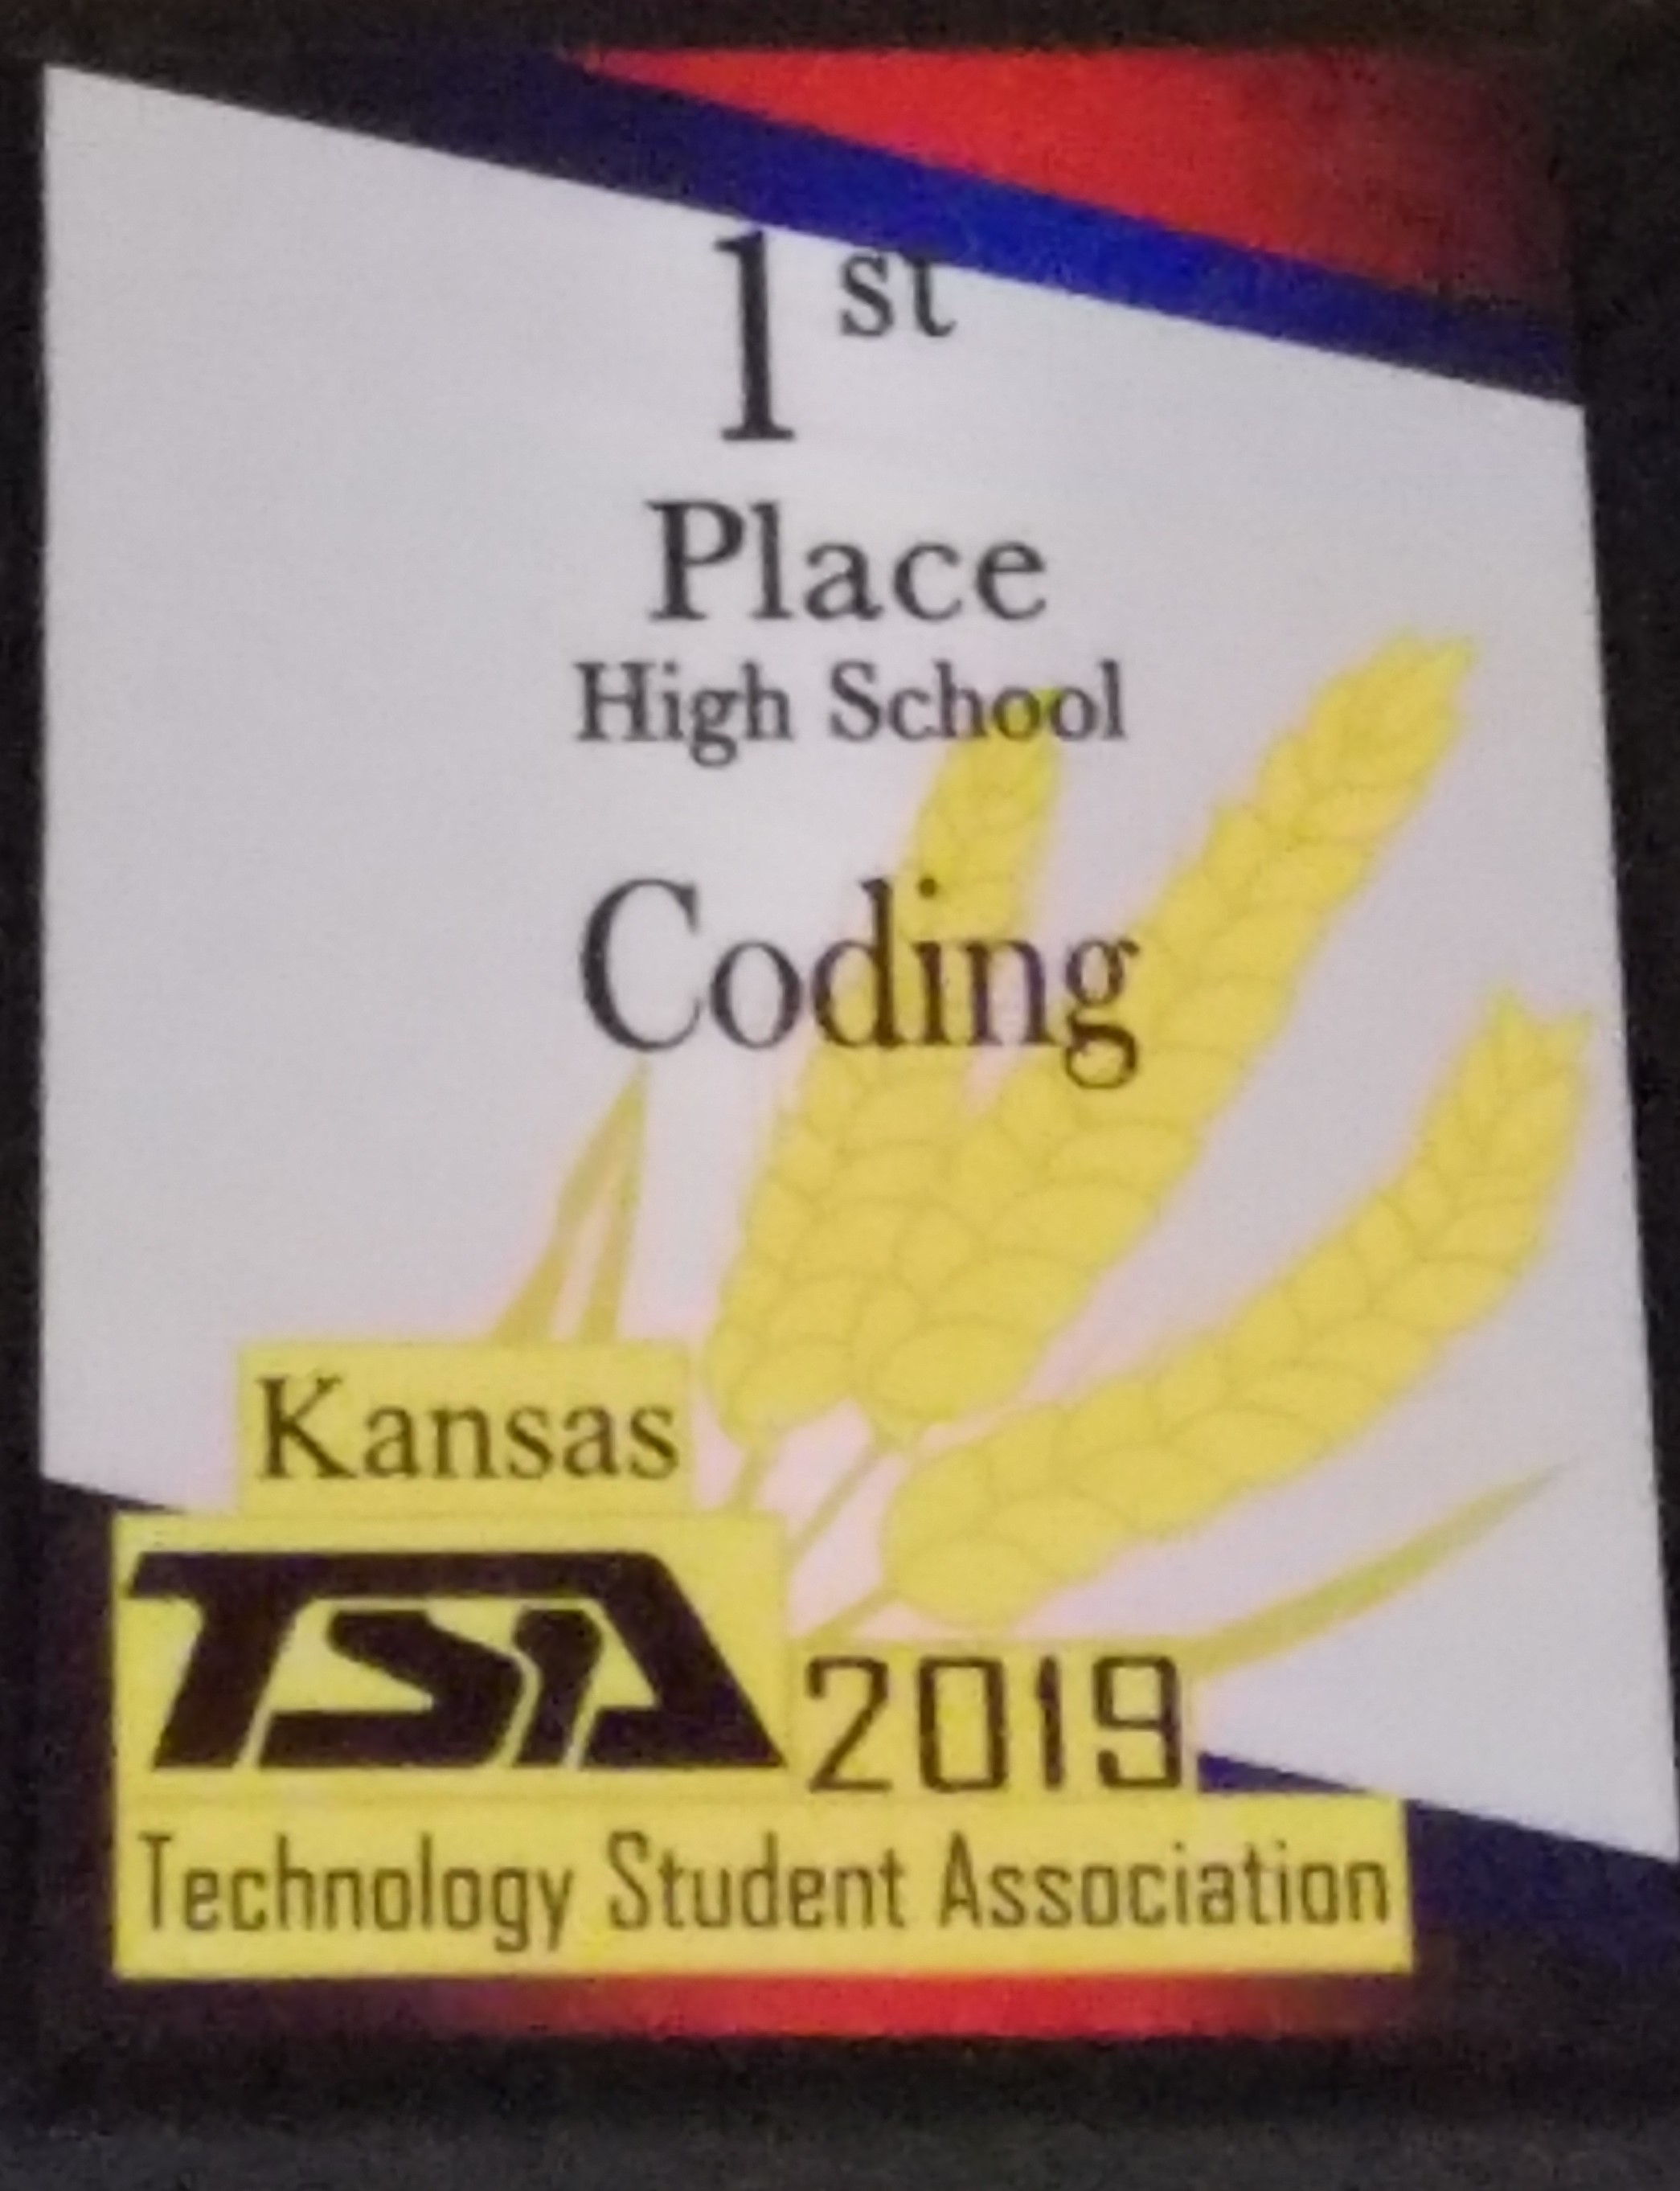 1st
Place
High School
Coding
Kansas
TSA 2019
Technology Student Association